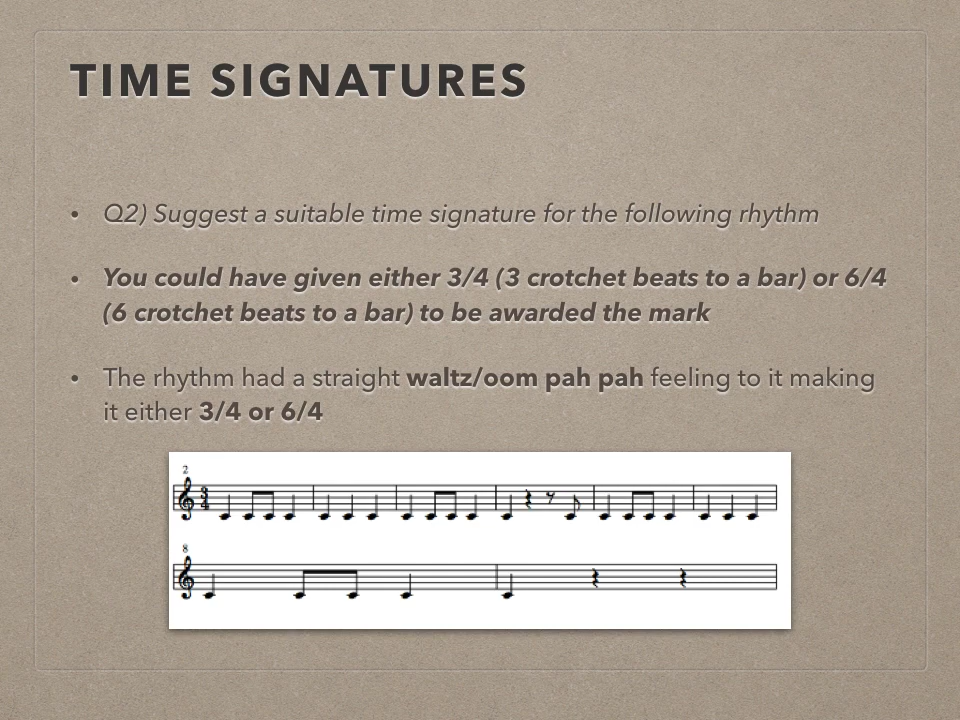 TIME SIGNATURES
• Q2) Suggest a suitable time signature for the following rhythm
• You could have given either 3/4 (3 crotchet beats to a bar) or 6/4
(6 crotchet beats to a bar) to be awarded the mark
• The rhythm had a straight waltz/oom pah pah feeling to it making
it either 3/4 or 6/4
2
3
4
8